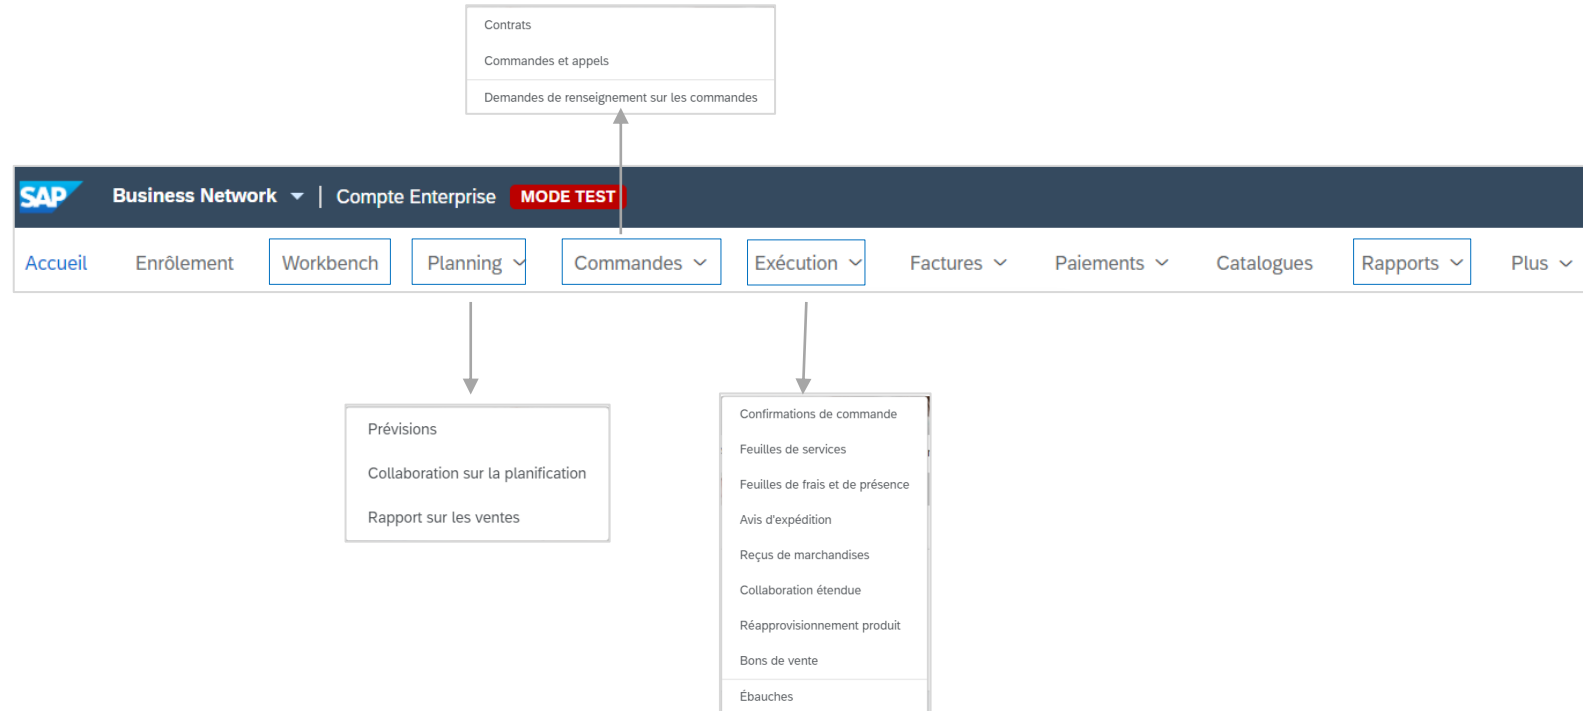 Contrats
Commandes et appels
Demandes de renseignement sur les commandes
SAP Business Network | Compte Enterprise MODE TEST
Accueil Enrôlement Workbench Planning Commandes Exécution Factures Paiements Catalogues Rapports Plus
Prévisions
Collaboration sur la planification
Rapport sur les ventes
Confirmations de commande
Feuilles de services
Feuilles de frais et de présence
Avis d'expédition
Reçus de marchandises
Collaboration étendue
Réapprovisionnement produit
Bons de vente
Ébauches